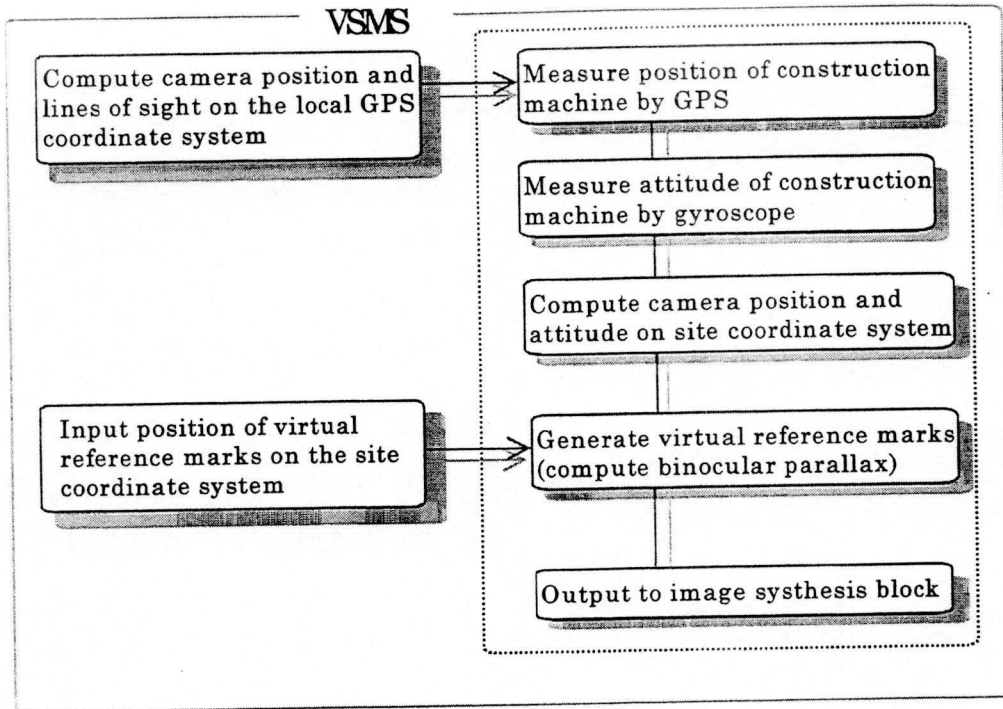 VSMS
Compute camera position and
lines of sight on the local GPS
coordinate system
Measure position of construction
machine by GPS
Measure attitude of construction
machine by gyroscope
Compute camera position and
attitude on site coordinate system
Input position of virtual
reference marks on the site
coordinate system
Generate virtual reference marks
(compute binocular parallax)
Output to image systhesis block